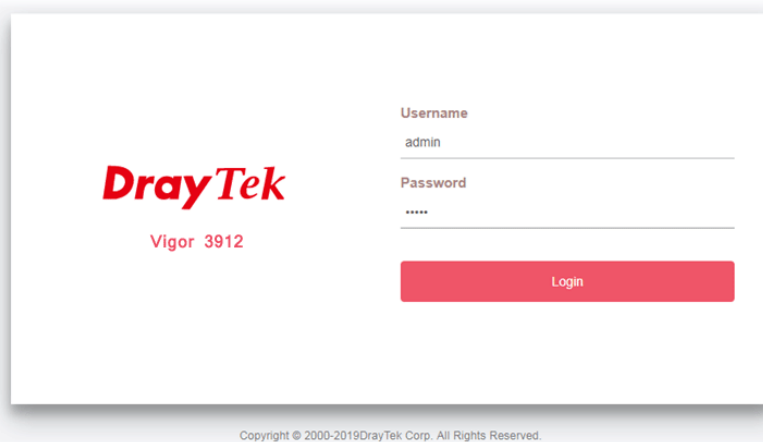 Username
admin
Password
•••••
DrayTek
Vigor 3912
Login
Copyright © 2000-2019DrayTek Corp. All Rights Reserved.